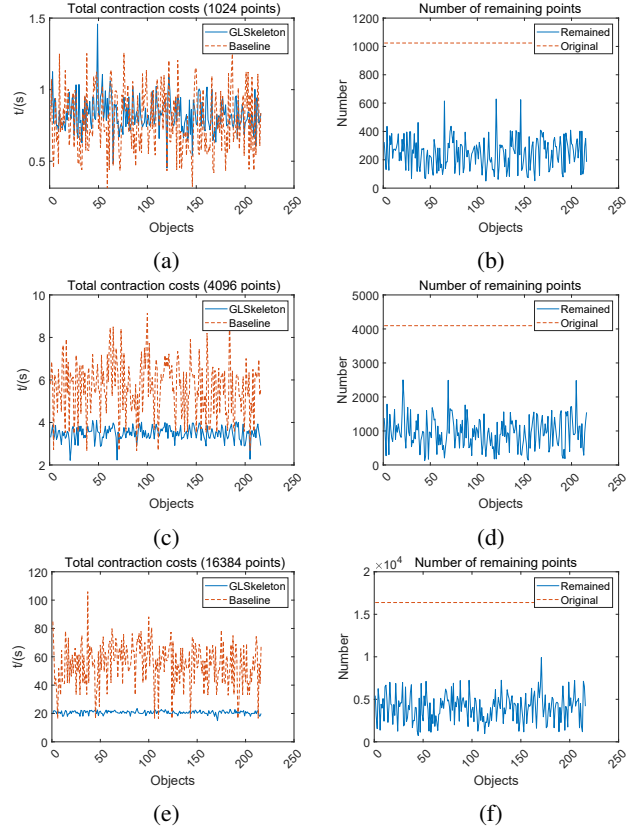 Total contraction costs (1024 points)
1.5
1
0.5
t/(s)
GLSkeleton
Baseline
0
50
100
150
200
250
Objects
(a)
Number of remaining points
1200
1000
800
600
400
200
0
Number
Remained
Original
0
50
100
150
200
250
Objects
(b)
Total contraction costs (4096 points)
10
8
6
4
2
t/(s)
GLSkeleton
Baseline
0
50
100
150
200
250
Objects
(c)
Number of remaining points
5000
4000
3000
2000
1000
0
Number
Remained
Original
0
50
100
150
200
250
Objects
(d)
Total contraction costs (16384 points)
120
100
80
60
40
20
0
t/(s)
GLSkeleton
Baseline
0
50
100
150
200
250
Objects
(e)
Number of remaining points
×10⁴
2
1.5
1
0.5
0
Number
Remained
Original
0
50
100
150
200
250
Objects
(f)